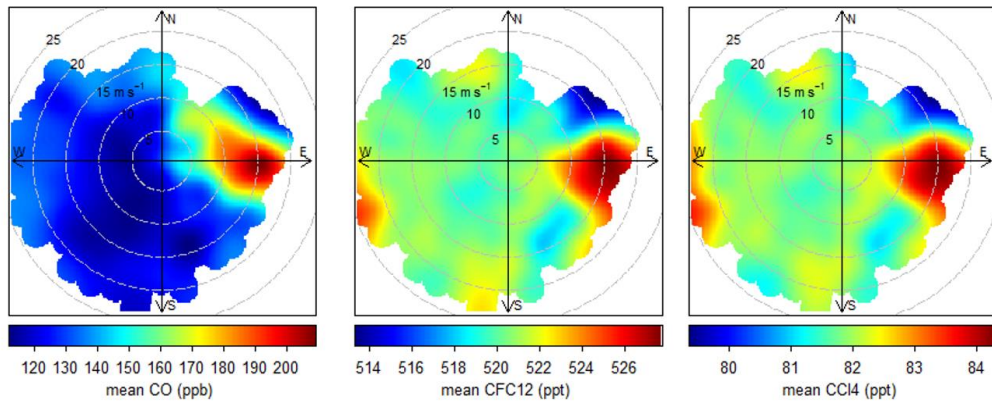 N
25
20
15 m s⁻¹
5
W
E
S
120 130 140 150 160 170 180 190 200
mean CO (ppb)
N
25
20
15 m s⁻¹
10
5
W
E
S
514 516 518 520 522 524 526
mean CFC12 (ppt)
N
25
20
15 m s⁻¹
10
5
W
E
S
80 81 82 83 84
mean CCl4 (ppt)